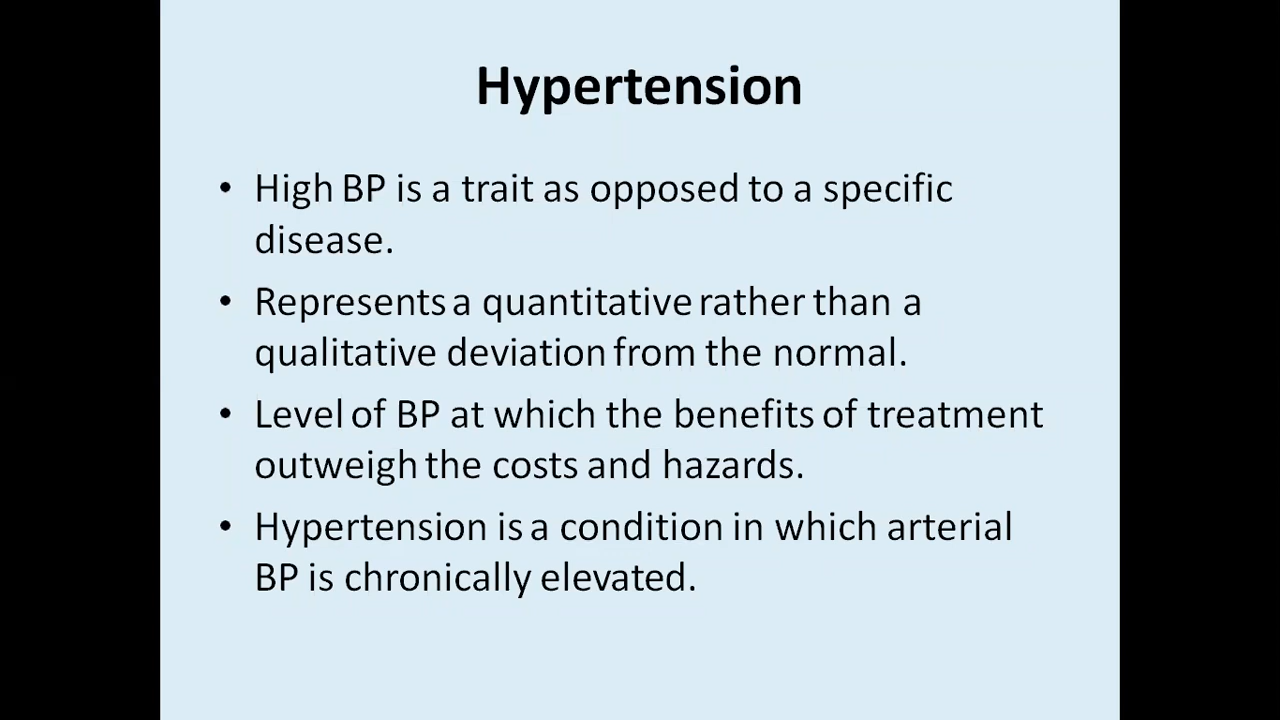 Hypertension
• High BP is a trait as opposed to a specific
disease.
• Represents a quantitative rather than a
qualitative deviation from the normal.
• Level of BP at which the benefits of treatment
outweigh the costs and hazards.
• Hypertension is a condition in which arterial
BP is chronically elevated.